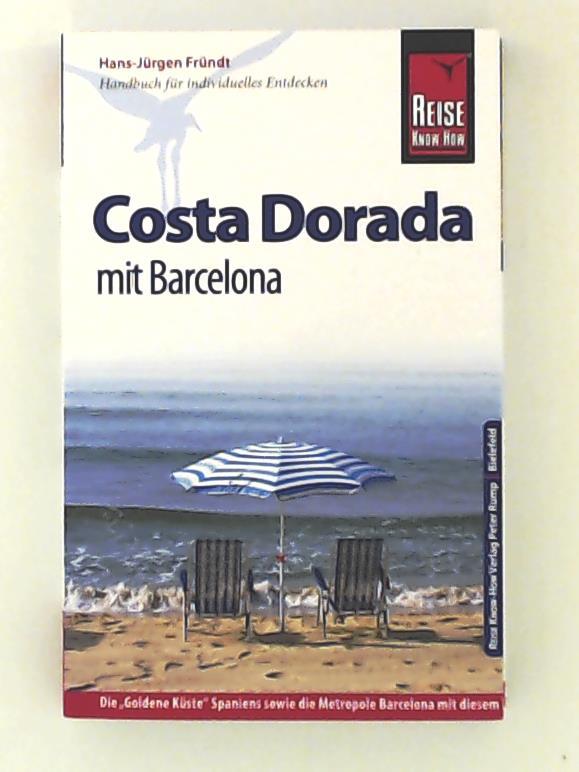 Hans-Jürgen Fründt
Handbuch für individuelles Entdecken
REISE
KNOW HOW
Costa Dorada
mit Barcelona
REISE KNOW-HOW Verlag Peter Rump | Bielefeld
Die „Goldene Küste" Spaniens sowie die Metropole Barcelona mit diesem